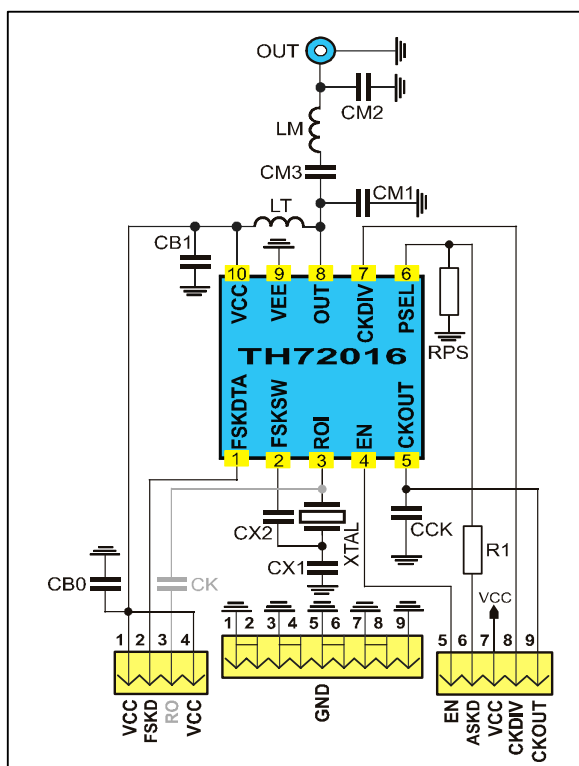 OUT
CM2
LM
CM3
CM1
LT
CB1
10 9 8 7 6
VCC VEE OUT CKDIV PSEL
RPS
TH72016
FSKDTA FSKSW ROI EN CKOUT
1 2 3 4 5
CX2
XTAL
CCK
R1
CX1
CB0
CK
VCC
1 2 3 4
1 2 3 4 5 6 7 8 9
5 6 7 8 9
VCC FSKD RO VCC
GND
EN ASKD VCC CKDIV CKOUT